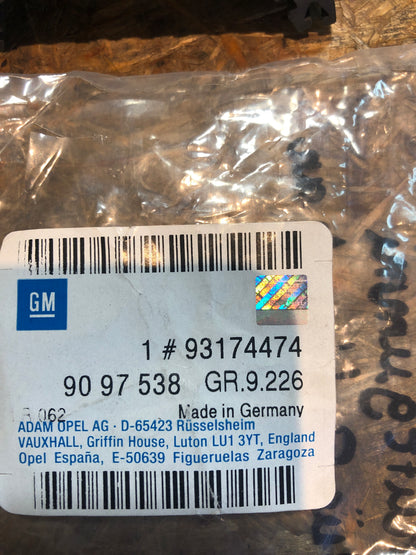 GM
1 # 93174474
90 97 538 GR.9.226
062 Made in Germany
ADAM OPEL AG · D-65423 Rüsselsheim
VAUXHALL, Griffin House, Luton LU1 3YT, England
Opel España, E-50639 Figueruelas Zaragoza